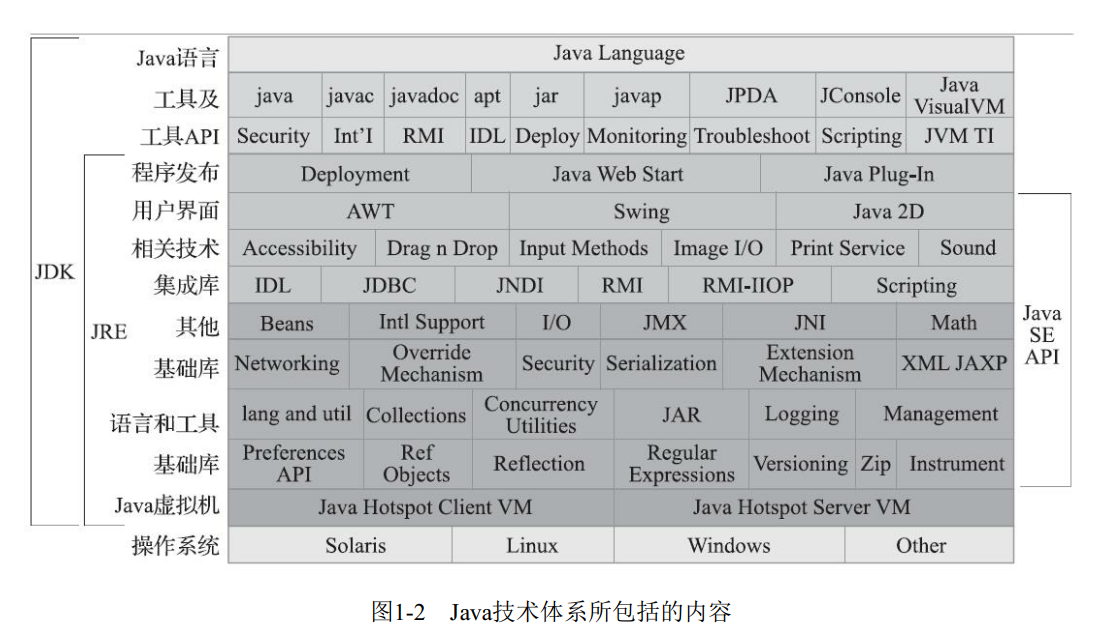 Java语言 Java Language
工具及 java javac javadoc apt jar javap JPDA JConsole Java VisualVM
工具API Security Int'I RMI IDL Deploy Monitoring Troubleshoot Scripting JVM TI
程序发布 Deployment Java Web Start Java Plug-In
用户界面 AWT Swing Java 2D
相关技术 Accessibility Drag n Drop Input Methods Image I/O Print Service Sound
JDK
集成库 IDL JDBC JNDI RMI RMI-IIOP Scripting
JRE
其他 Beans Intl Support I/O JMX JNI Math
Java
SE
API
基础库 Networking Override Mechanism Security Serialization Extension Mechanism XML JAXP
语言和工具 lang and util Collections Concurrency Utilities JAR Logging Management
基础库 Preferences API Ref Objects Reflection Regular Expressions Versioning Zip Instrument
Java虚拟机 Java Hotspot Client VM Java Hotspot Server VM
操作系统 Solaris Linux Windows Other
图1-2 Java技术体系所包括的内容